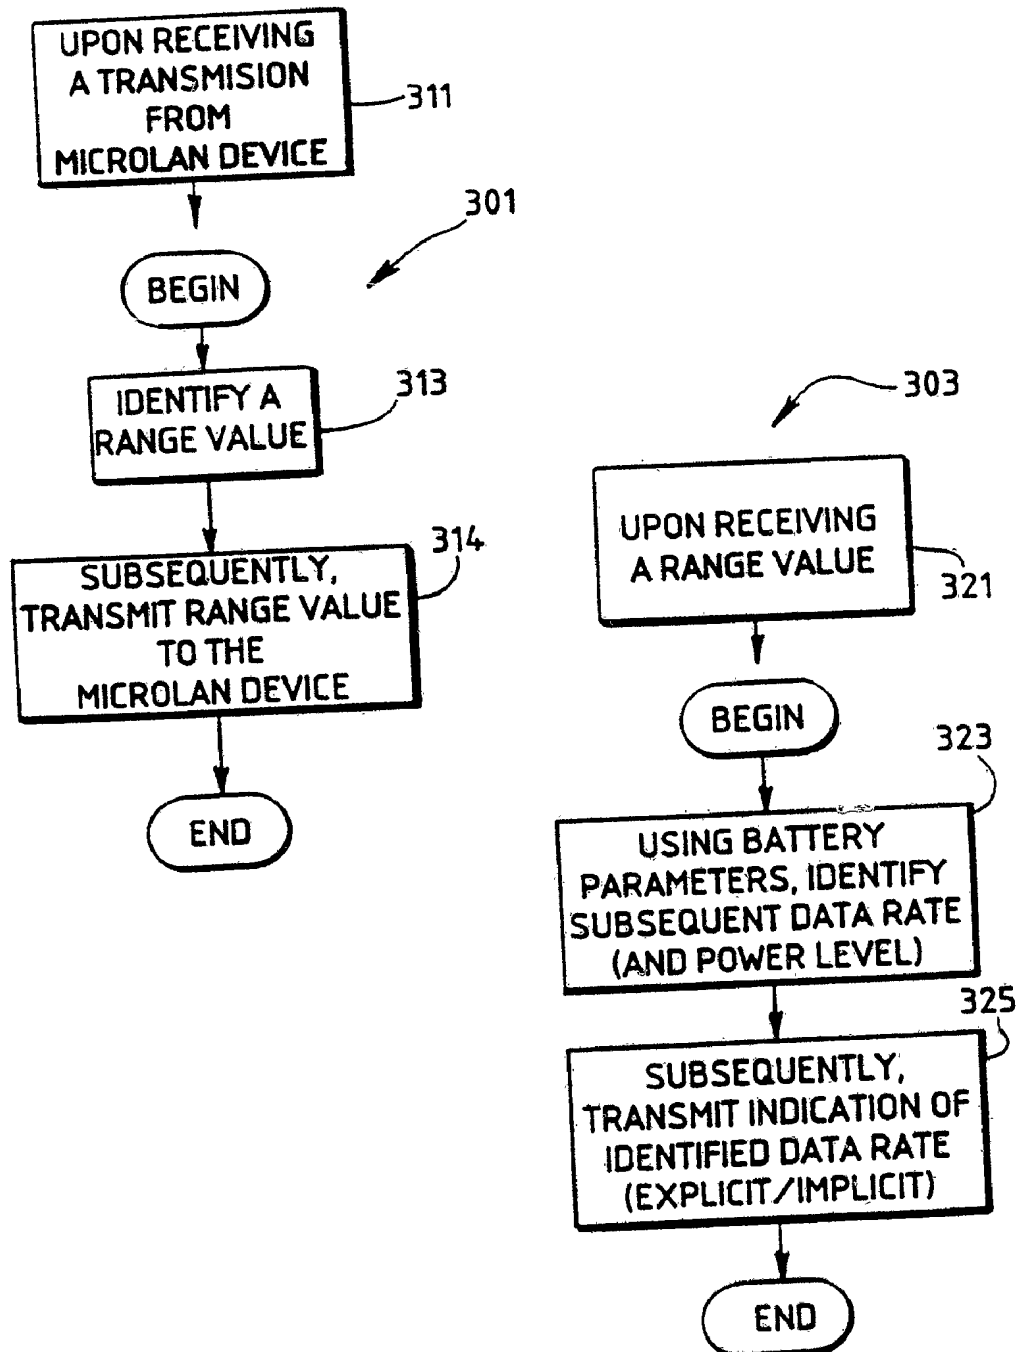 UPON RECEIVING
A TRANSMISION
FROM
MICROLAN DEVICE
311
301
BEGIN
IDENTIFY A
RANGE VALUE
313
314
SUBSEQUENTLY,
TRANSMIT RANGE VALUE
TO THE
MICROLAN DEVICE
END
303
UPON RECEIVING
A RANGE VALUE
321
BEGIN
323
USING BATTERY
PARAMETERS, IDENTIFY
SUBSEQUENT DATA RATE
(AND POWER LEVEL)
325
SUBSEQUENTLY,
TRANSMIT INDICATION OF
IDENTIFIED DATA RATE
(EXPLICIT/IMPLICIT)
END